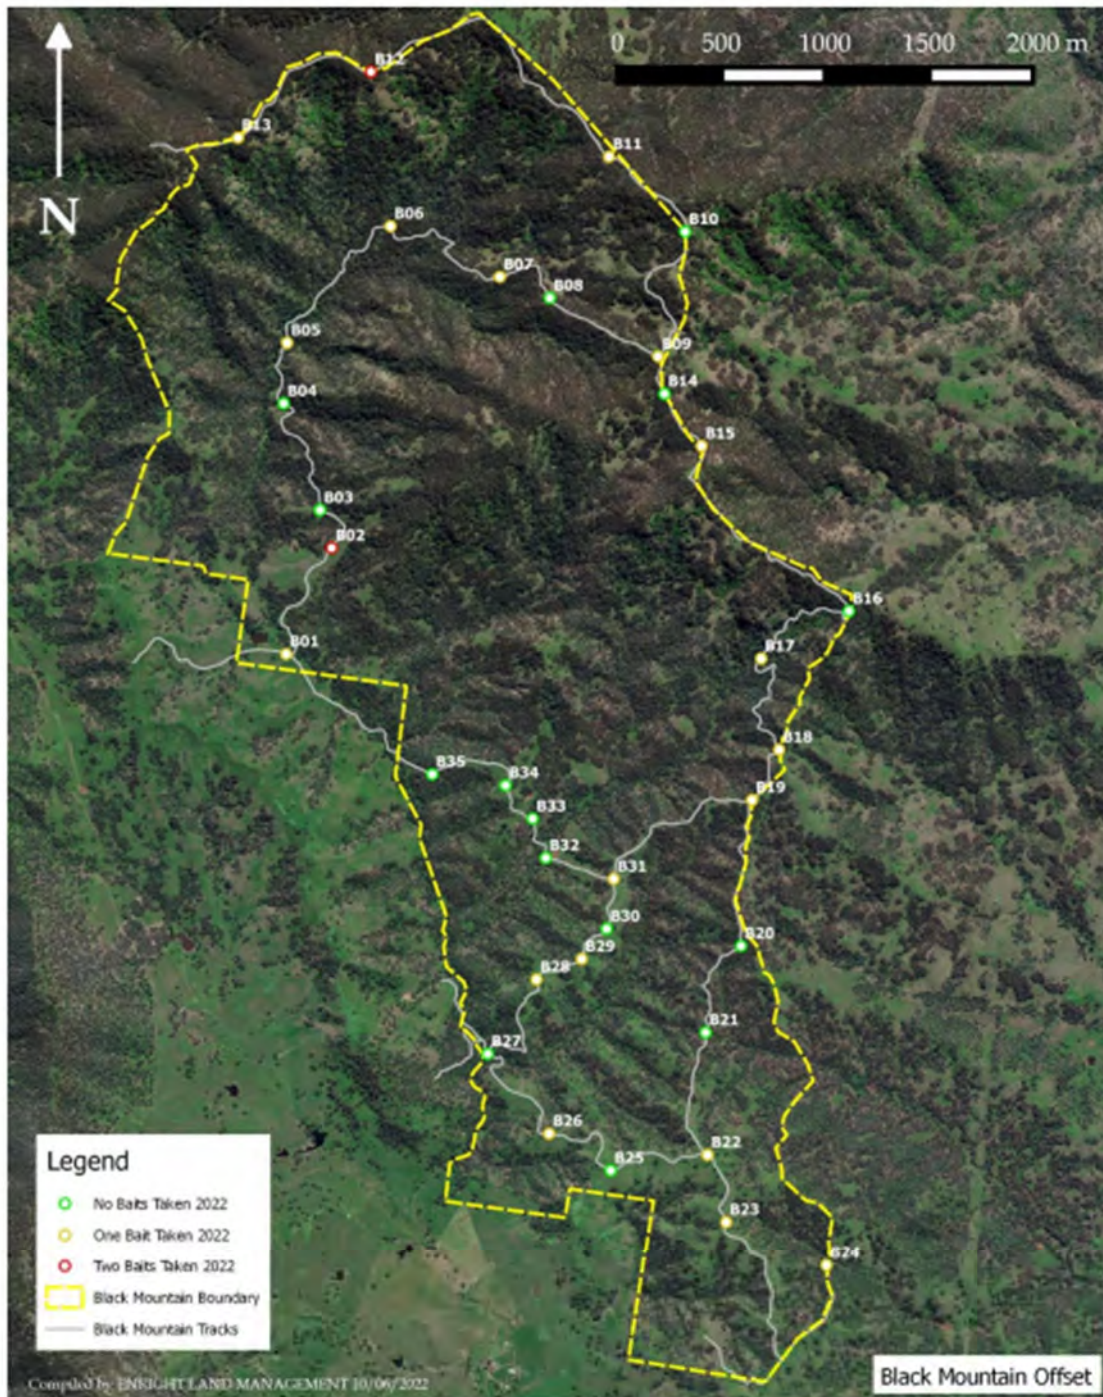 0 500 1000 1500 2000 m
B12
B13
B11
N
B06
B10
B07
B08
B05
B09
B04
B14
B15
B03
B02
B16
B01
B17
B18
B35
B34
B19
B33
B32
B31
B30
B20
B29
B28
B21
B27
B26
B22
B25
B23
B24
Legend
No Baits Taken 2022
One Bait Taken 2022
Two Baits Taken 2022
Black Mountain Boundary
Black Mountain Tracks
Compiled by ENRIGHT LAND MANAGEMENT 10/06/2022
Black Mountain Offset